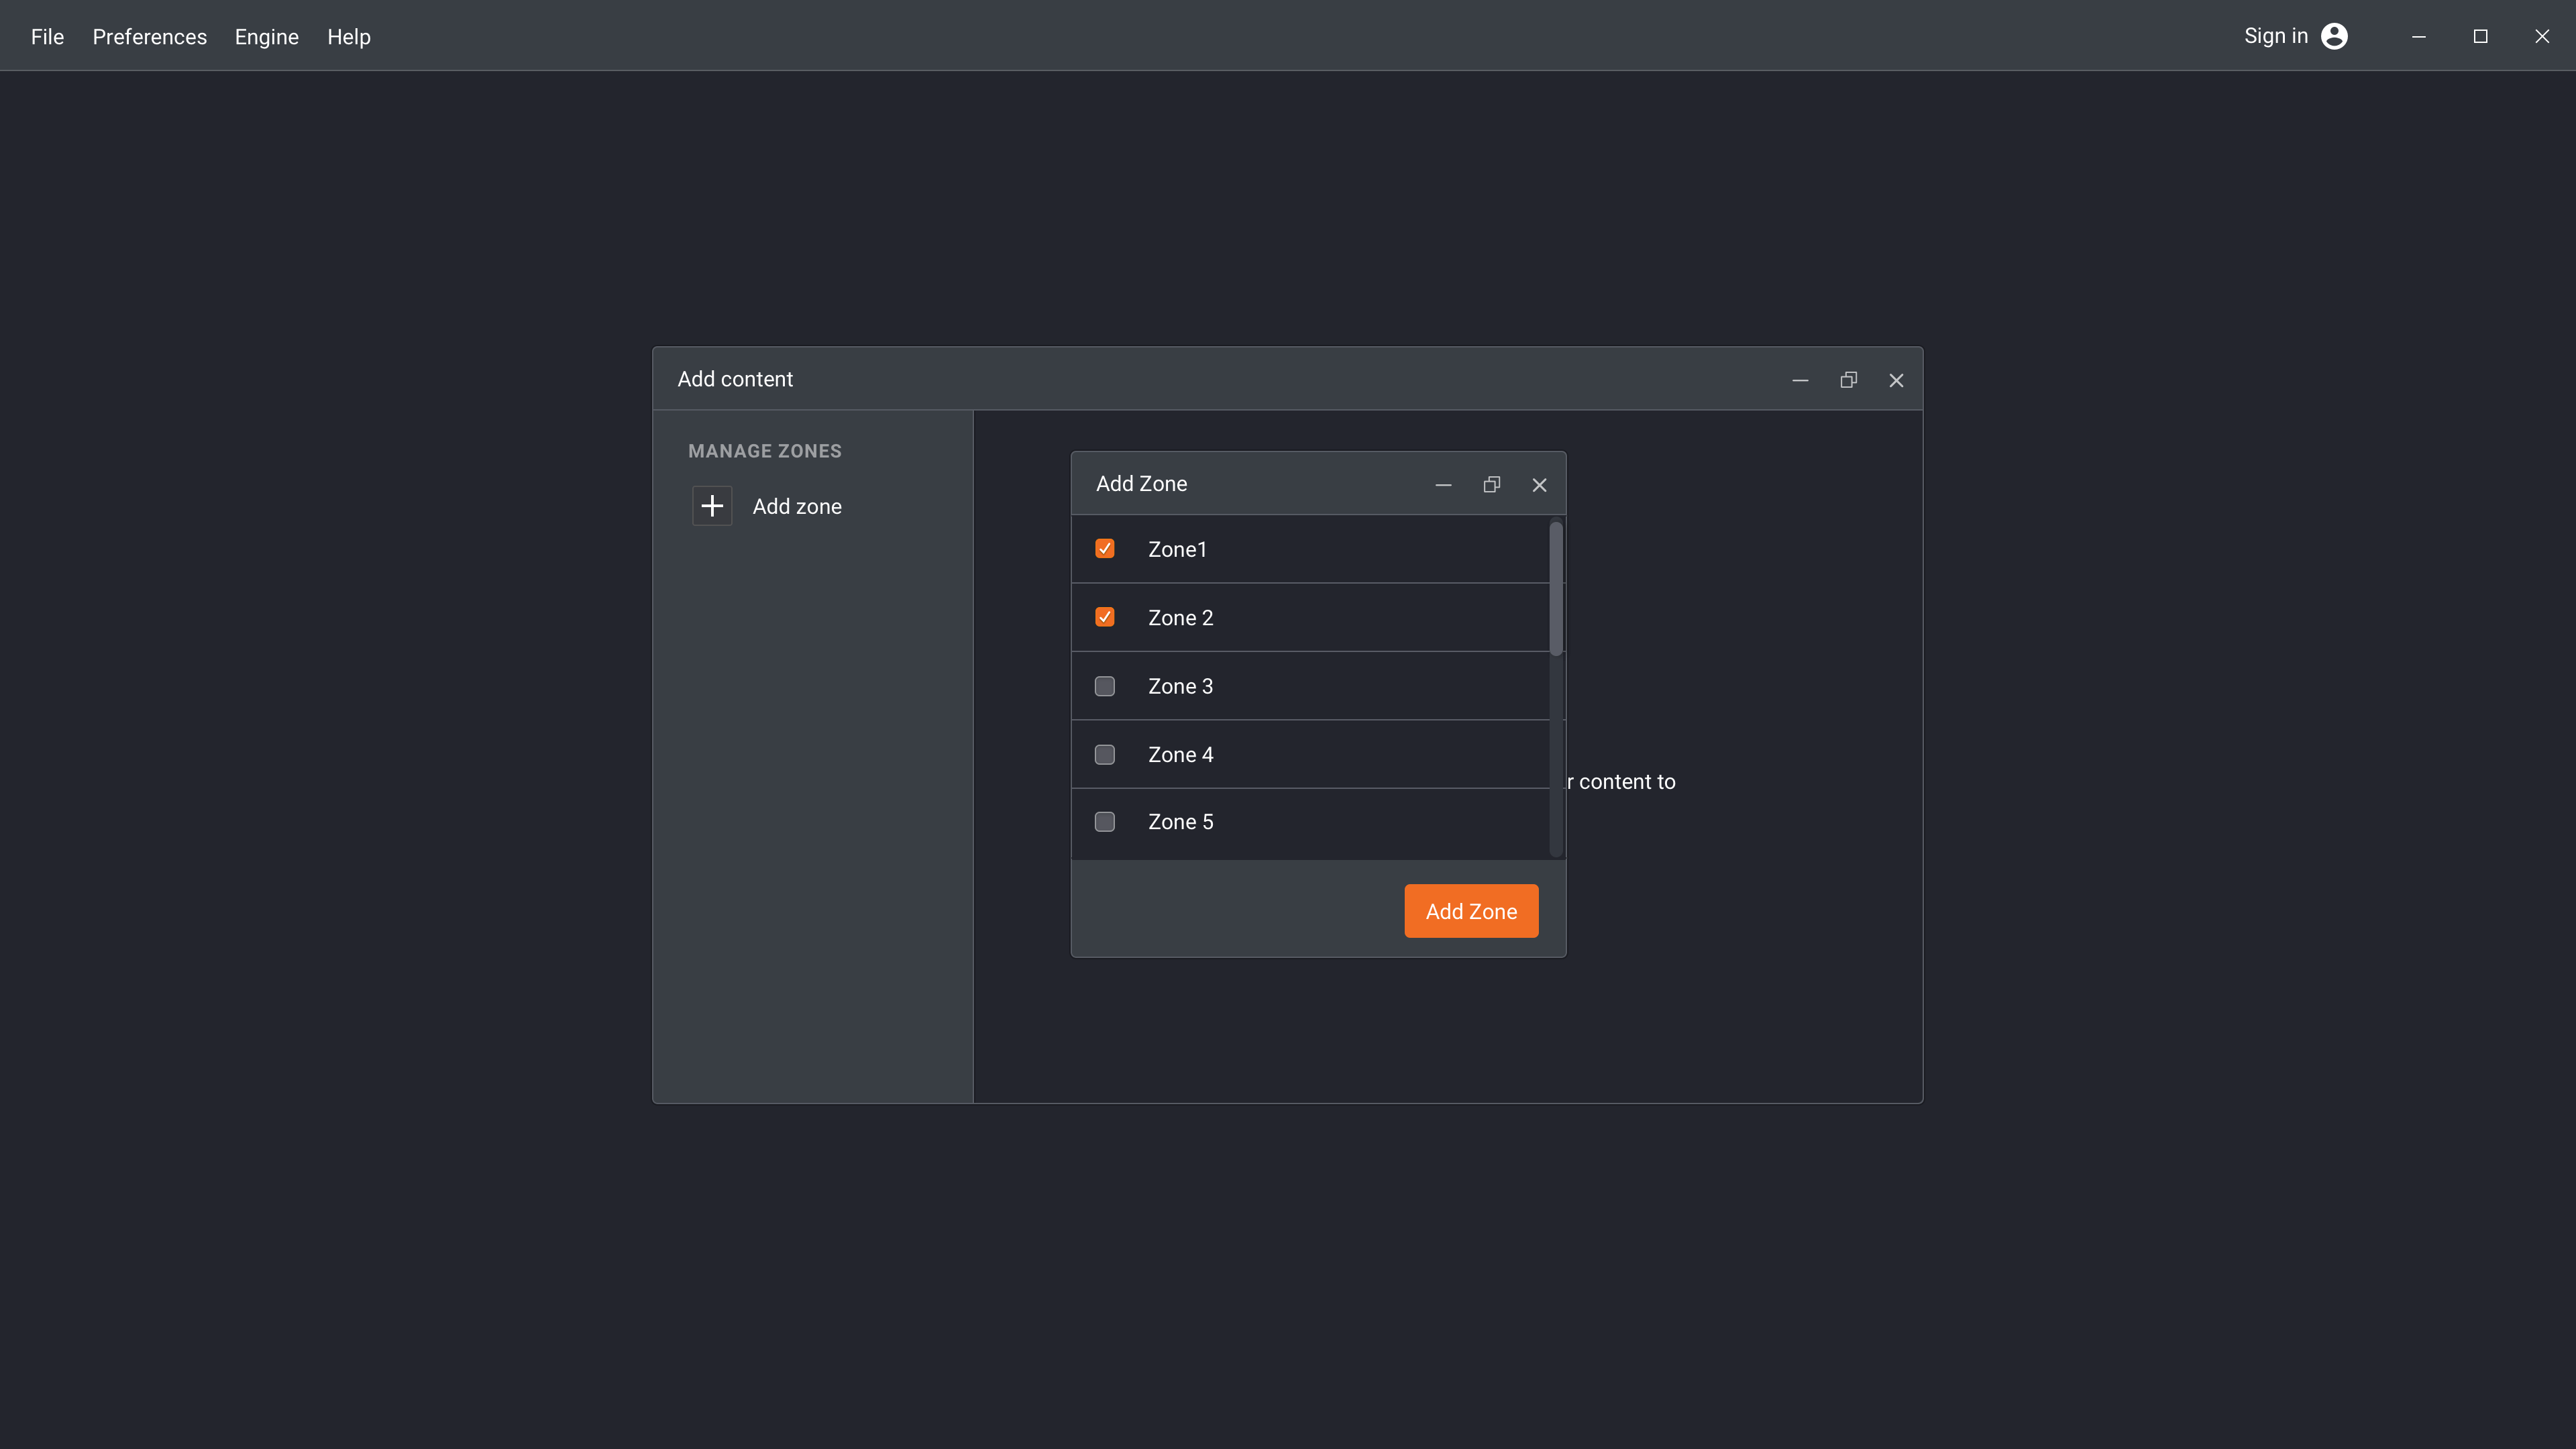 File Preferences Engine Help Sign in
Add content
MANAGE ZONES
Add zone
Add Zone
Zone1
Zone 2
Zone 3
Zone 4
Zone 5
content to
Add Zone